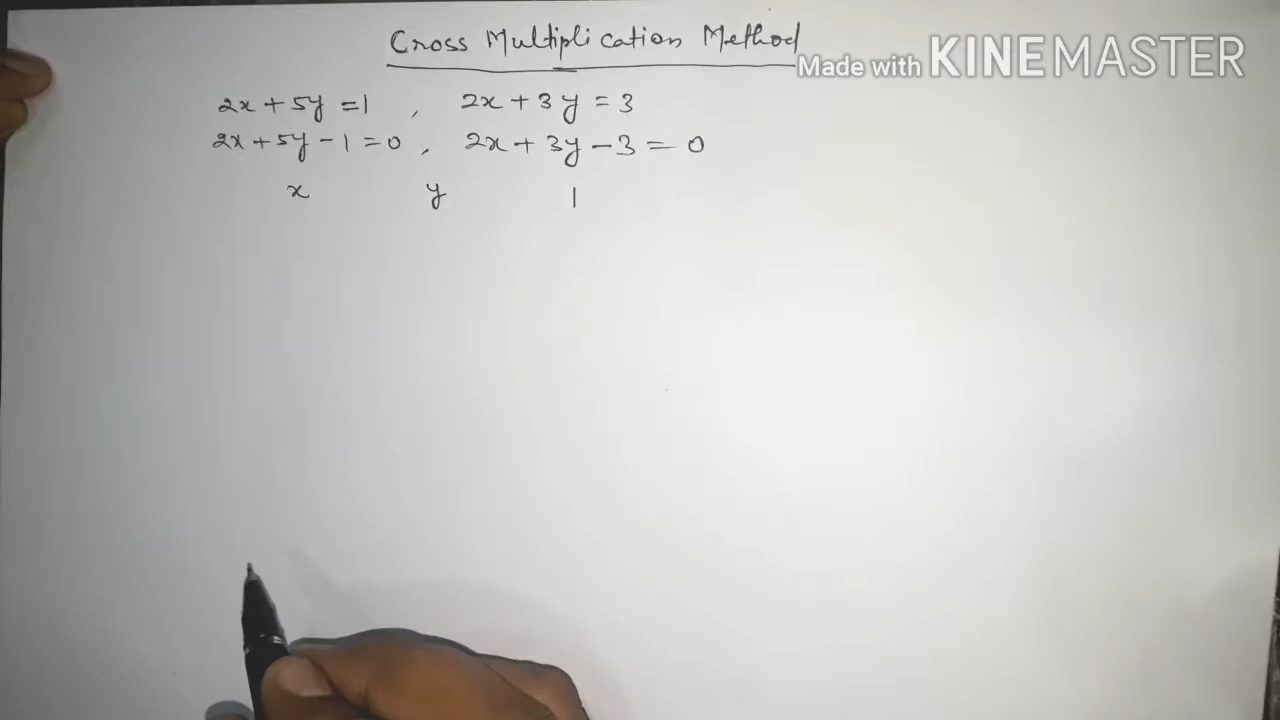 Cross Multiplication Method
Made with KINEMASTER
2x + 5y = 1 , 2x + 3y = 3
2x + 5y - 1 = 0 , 2x + 3y - 3 = 0
x y 1